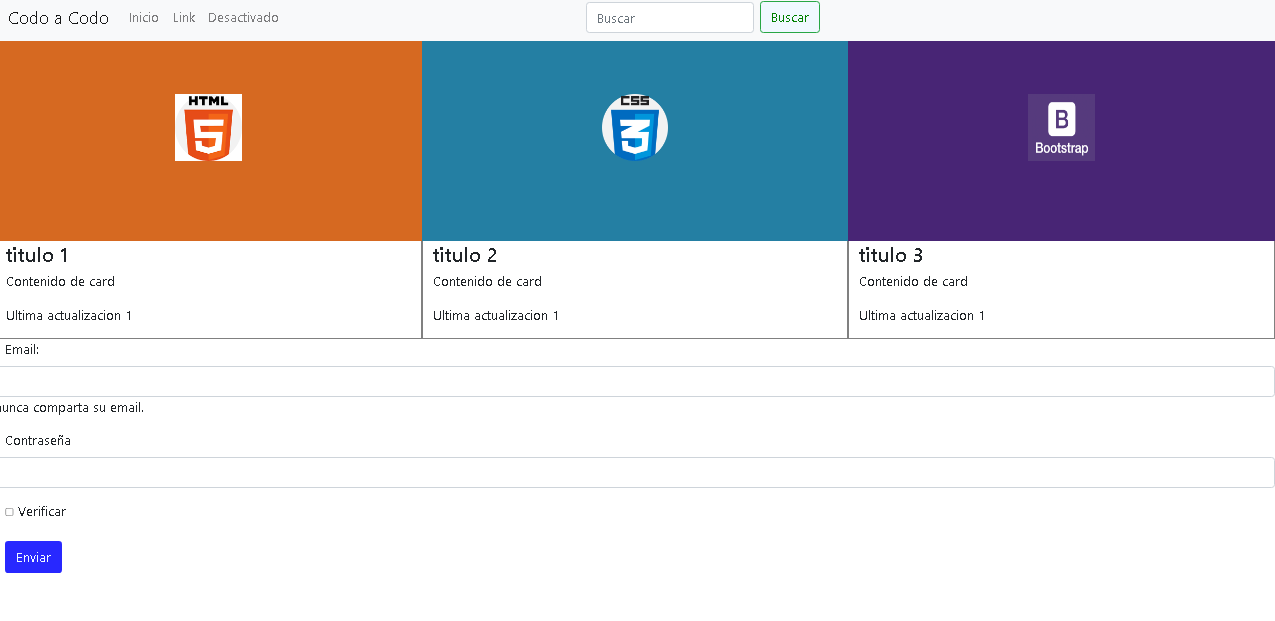 Codo a Codo Inicio Link Desactivado Buscar Buscar
HTML
5
CSS
3
B
Bootstrap
titulo 1
Contenido de card
Ultima actualizacion 1
titulo 2
Contenido de card
Ultima actualizacion 1
titulo 3
Contenido de card
Ultima actualizacion 1
Email:
nunca comparta su email.
Contraseña
Verificar
Enviar